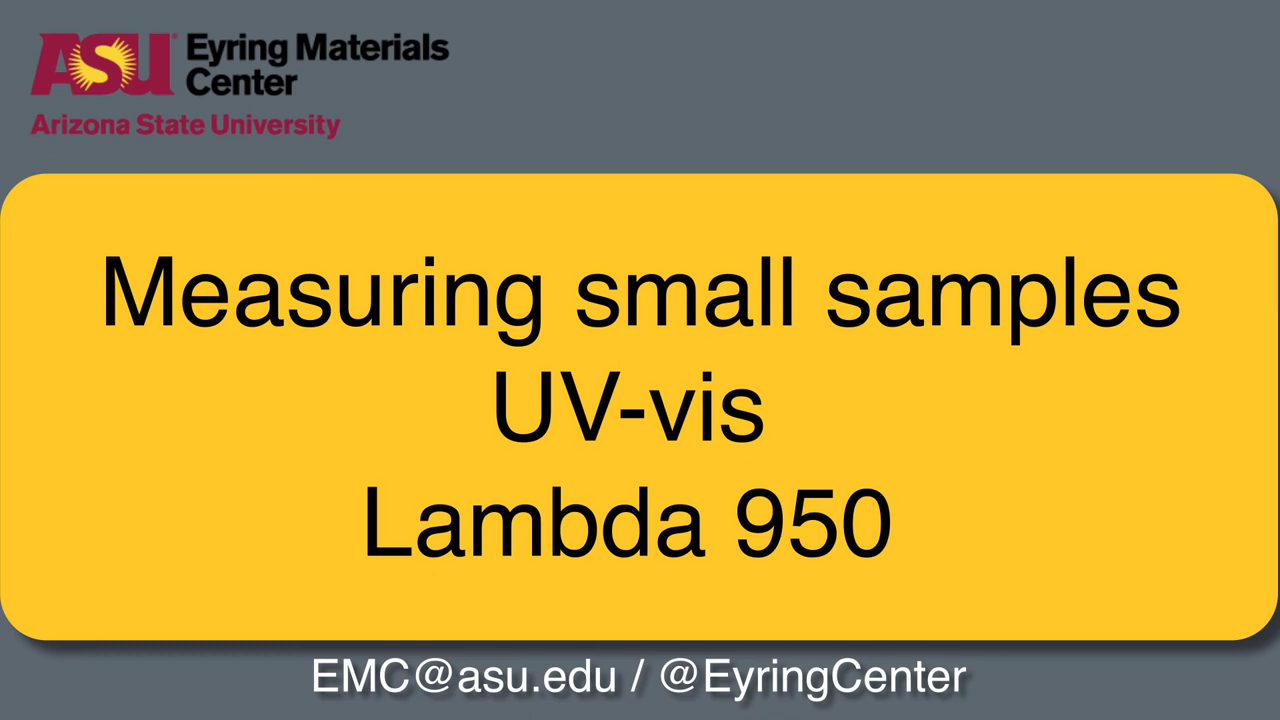 ASU Eyring Materials
Center
Arizona State University
Measuring small samples
UV-vis
Lambda 950
EMC@asu.edu / @EyringCenter